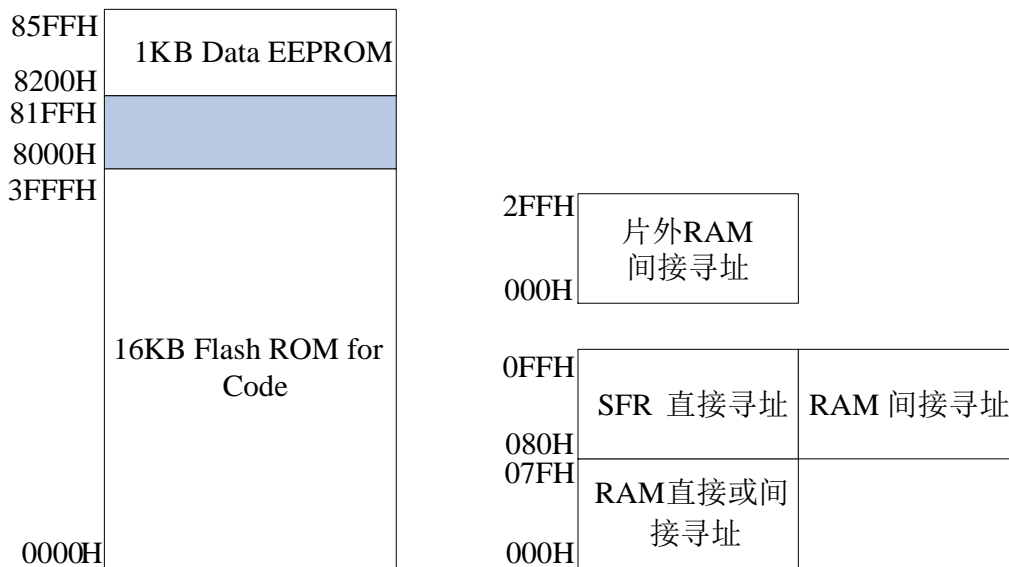 85FFH
1KB Data EEPROM
8200H
81FFH
8000H
3FFFH
16KB Flash ROM for
Code
0000H
2FFH
片外RAM
间接寻址
000H
0FFH
SFR 直接寻址
RAM 间接寻址
080H
07FH
RAM直接或间
接寻址
000H